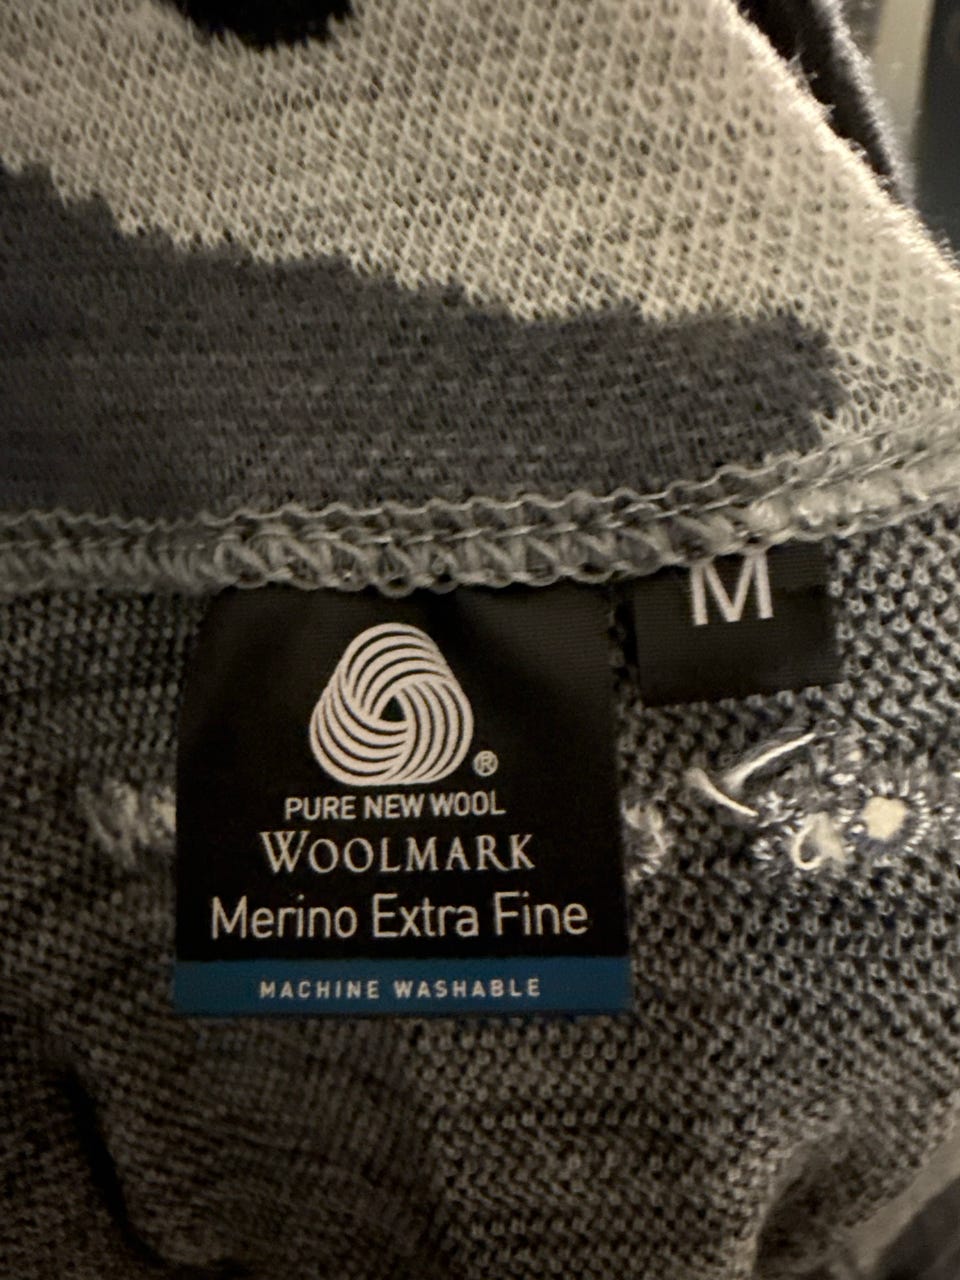 M
®
PURE NEW WOOL
WOOLMARK
Merino Extra Fine
MACHINE WASHABLE